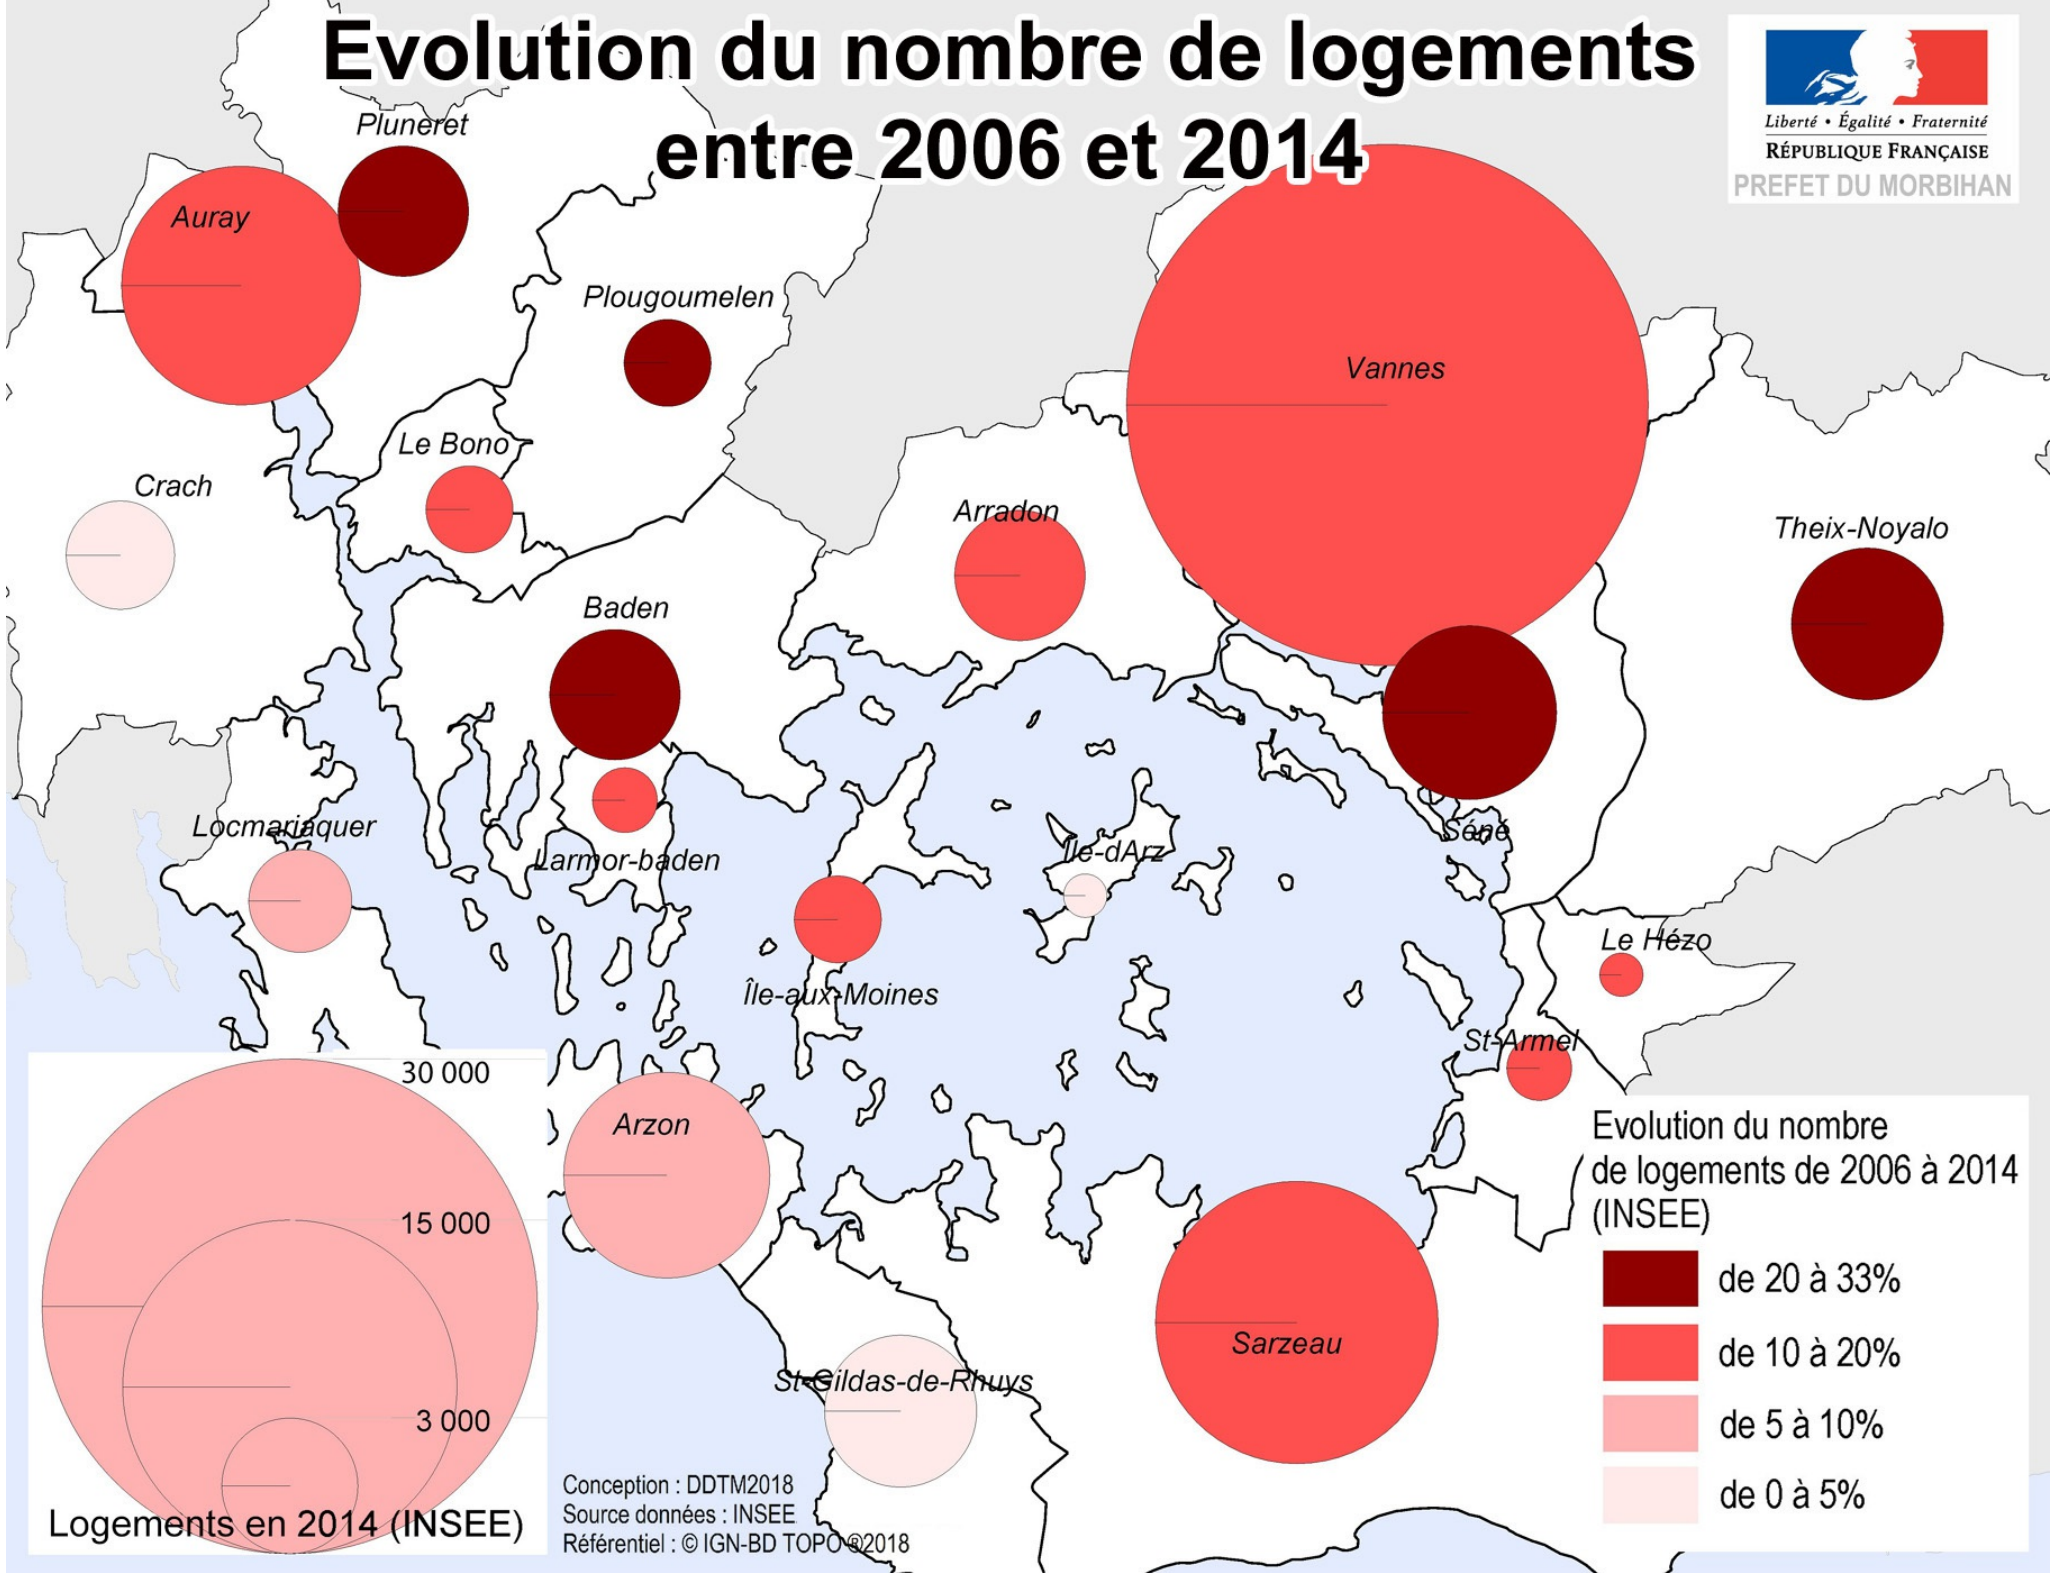 Evolution du nombre de logements
entre 2006 et 2014
Liberté • Égalité • Fraternité
RÉPUBLIQUE FRANÇAISE
PREFET DU MORBIHAN
Pluneret
Auray
Plougoumelen
Vannes
Le Bono
Crach
Arradon
Theix-Noyalo
Baden
Locmariaquer
Séné
Larmor-baden
Île-dArz
Le Hézo
Île-aux-Moines
St-Armel
Arzon
Sarzeau
St-Gildas-de-Rhuys
30 000
15 000
3 000
Logements en 2014 (INSEE)
Conception : DDTM2018
Source données : INSEE
Référentiel : © IGN-BD TOPO ®2018
Evolution du nombre
de logements de 2006 à 2014
(INSEE)
de 20 à 33%
de 10 à 20%
de 5 à 10%
de 0 à 5%